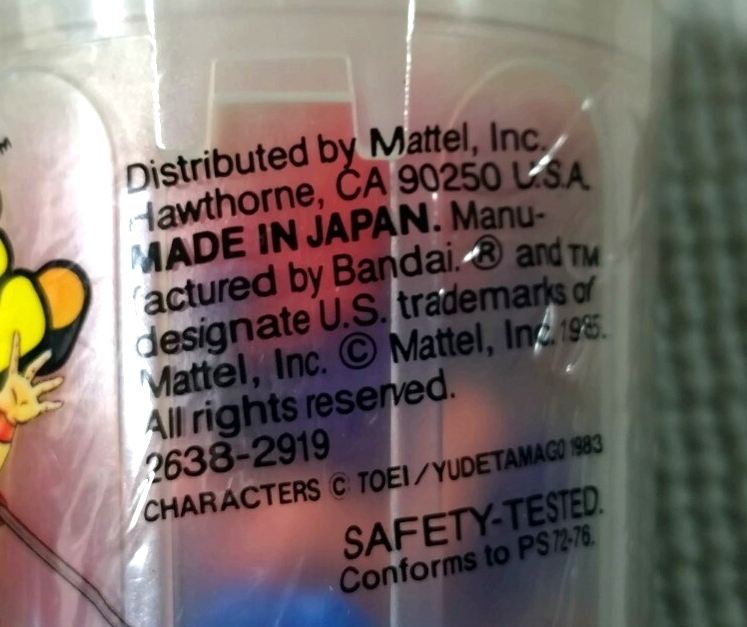 TM
Distributed by Mattel, Inc.
Hawthorne, CA 90250 U.S.A.
MADE IN JAPAN. Manu-
factured by Bandai. ® and TM
designate U.S. trademarks of
Mattel, Inc. © Mattel, Inc. 1985.
All rights reserved.
2638-2919
CHARACTERS © TOEI/YUDETAMAGO 1983
SAFETY-TESTED.
Conforms to PS 72-76.